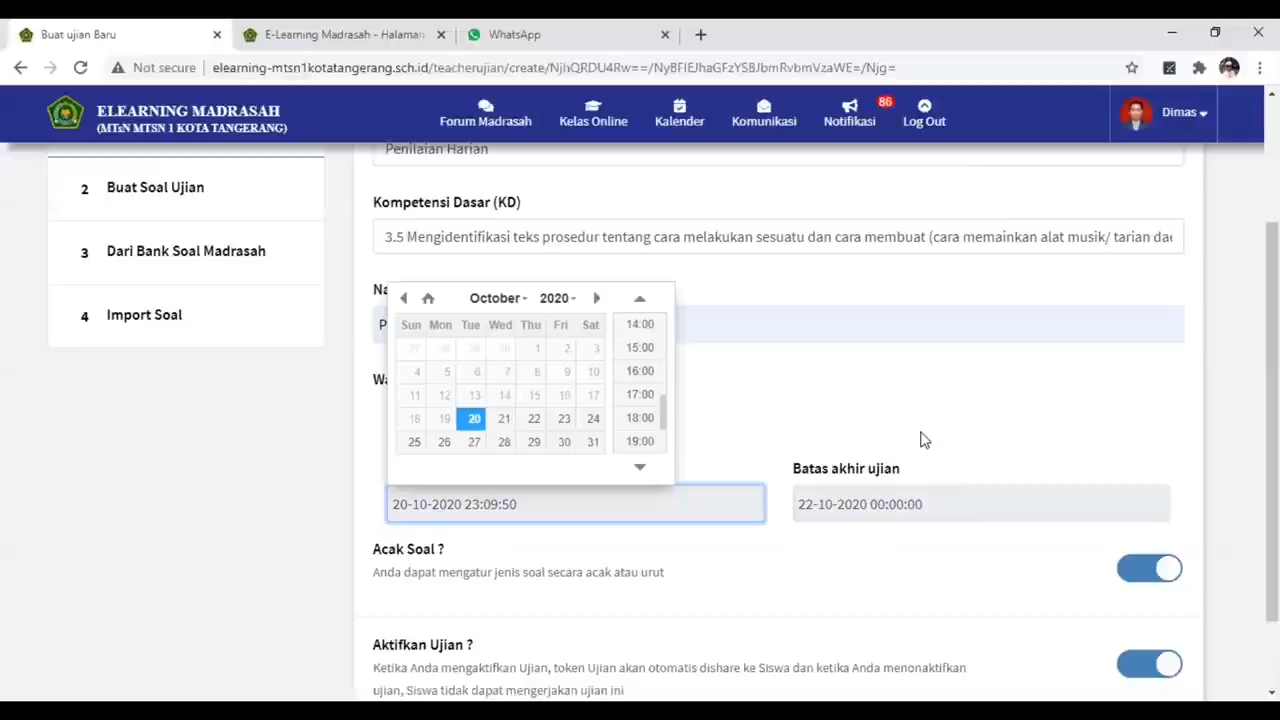 Buat ujian Baru
E-Learning Madrasah - Halaman
WhatsApp
Not secure
elearning-mtsn1kotatangerang.sch.id/teacherujian/create/NjhQRDU4Rw==/NyBFIEJhaGFzYSBJbmRvbmVzaWE=/Njg=
ELEARNING MADRASAH
(MTsN MTSN 1 KOTA TANGERANG)
Forum Madrasah
Kelas Online
Kalender
Komunikasi
Notifikasi
86
Log Out
Dimas
2 Buat Soal Ujian
3 Dari Bank Soal Madrasah
4 Import Soal
Penilaian Harian
Kompetensi Dasar (KD)
3.5 Mengidentifikasi teks prosedur tentang cara melakukan sesuatu dan cara membuat (cara memainkan alat musik/ tarian dae
Na
P
Wa
October 2020
Sun Mon Tue Wed Thu Fri Sat
27 28 29 30 1 2 3
4 5 6 7 8 9 10
11 12 13 14 15 16 17
18 19 20 21 22 23 24
25 26 27 28 29 30 31
14:00
15:00
16:00
17:00
18:00
19:00
20-10-2020 23:09:50
Batas akhir ujian
22-10-2020 00:00:00
Acak Soal ?
Anda dapat mengatur jenis soal secara acak atau urut
Aktifkan Ujian ?
Ketika Anda mengaktifkan Ujian, token Ujian akan otomatis dishare ke Siswa dan ketika Anda menonaktifkan
ujian, Siswa tidak dapat mengerjakan ujian ini